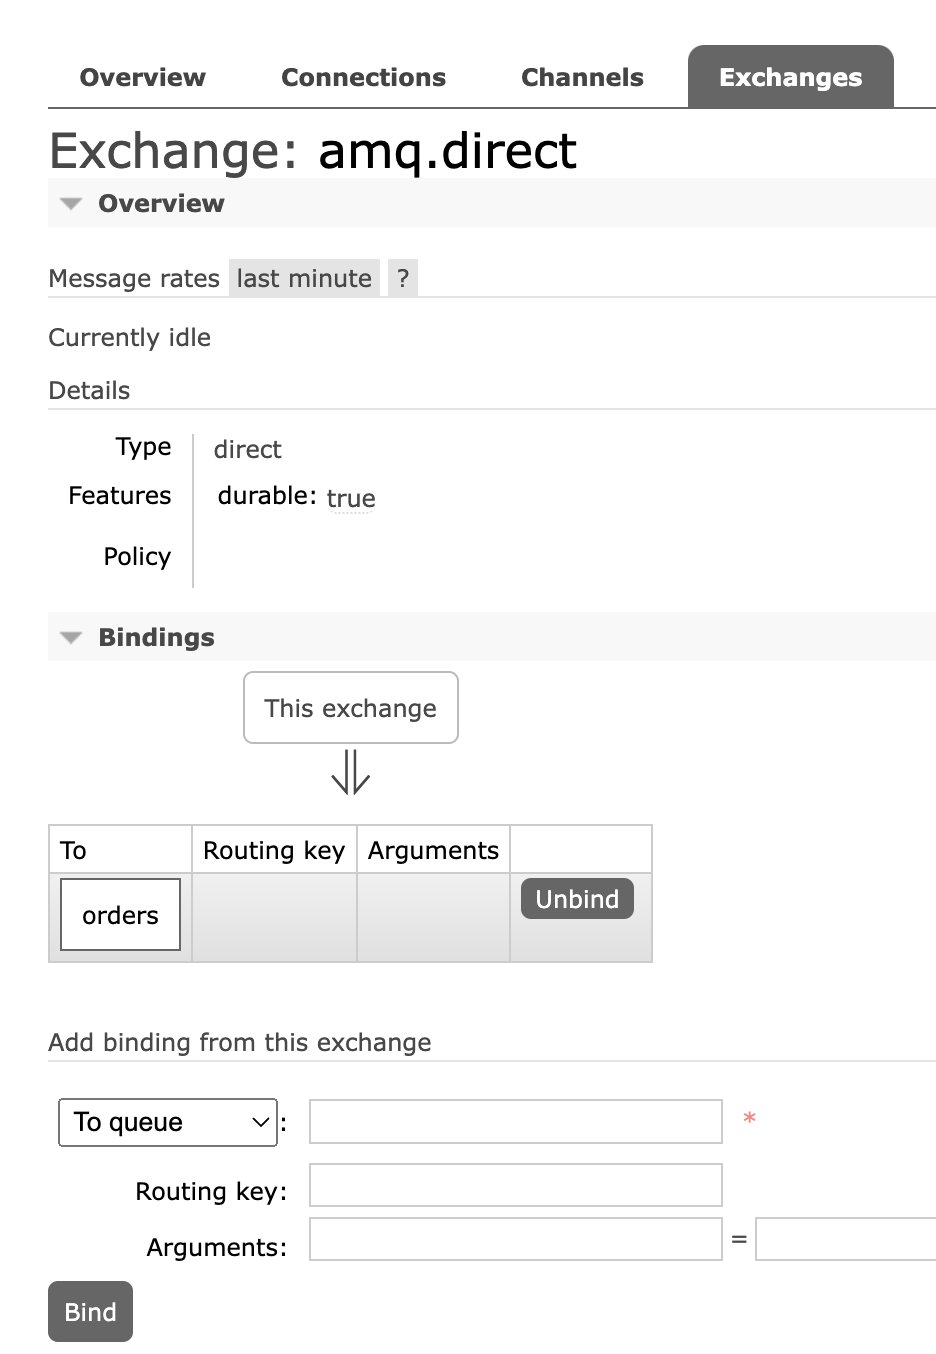 Overview Connections Channels Exchanges
Exchange: amq.direct
Overview
Message rates last minute ?
Currently idle
Details
Type direct
Features durable: true
Policy
Bindings
This exchange
⇓
To Routing key Arguments
orders Unbind
Add binding from this exchange
To queue : *
Routing key:
Arguments: =
Bind